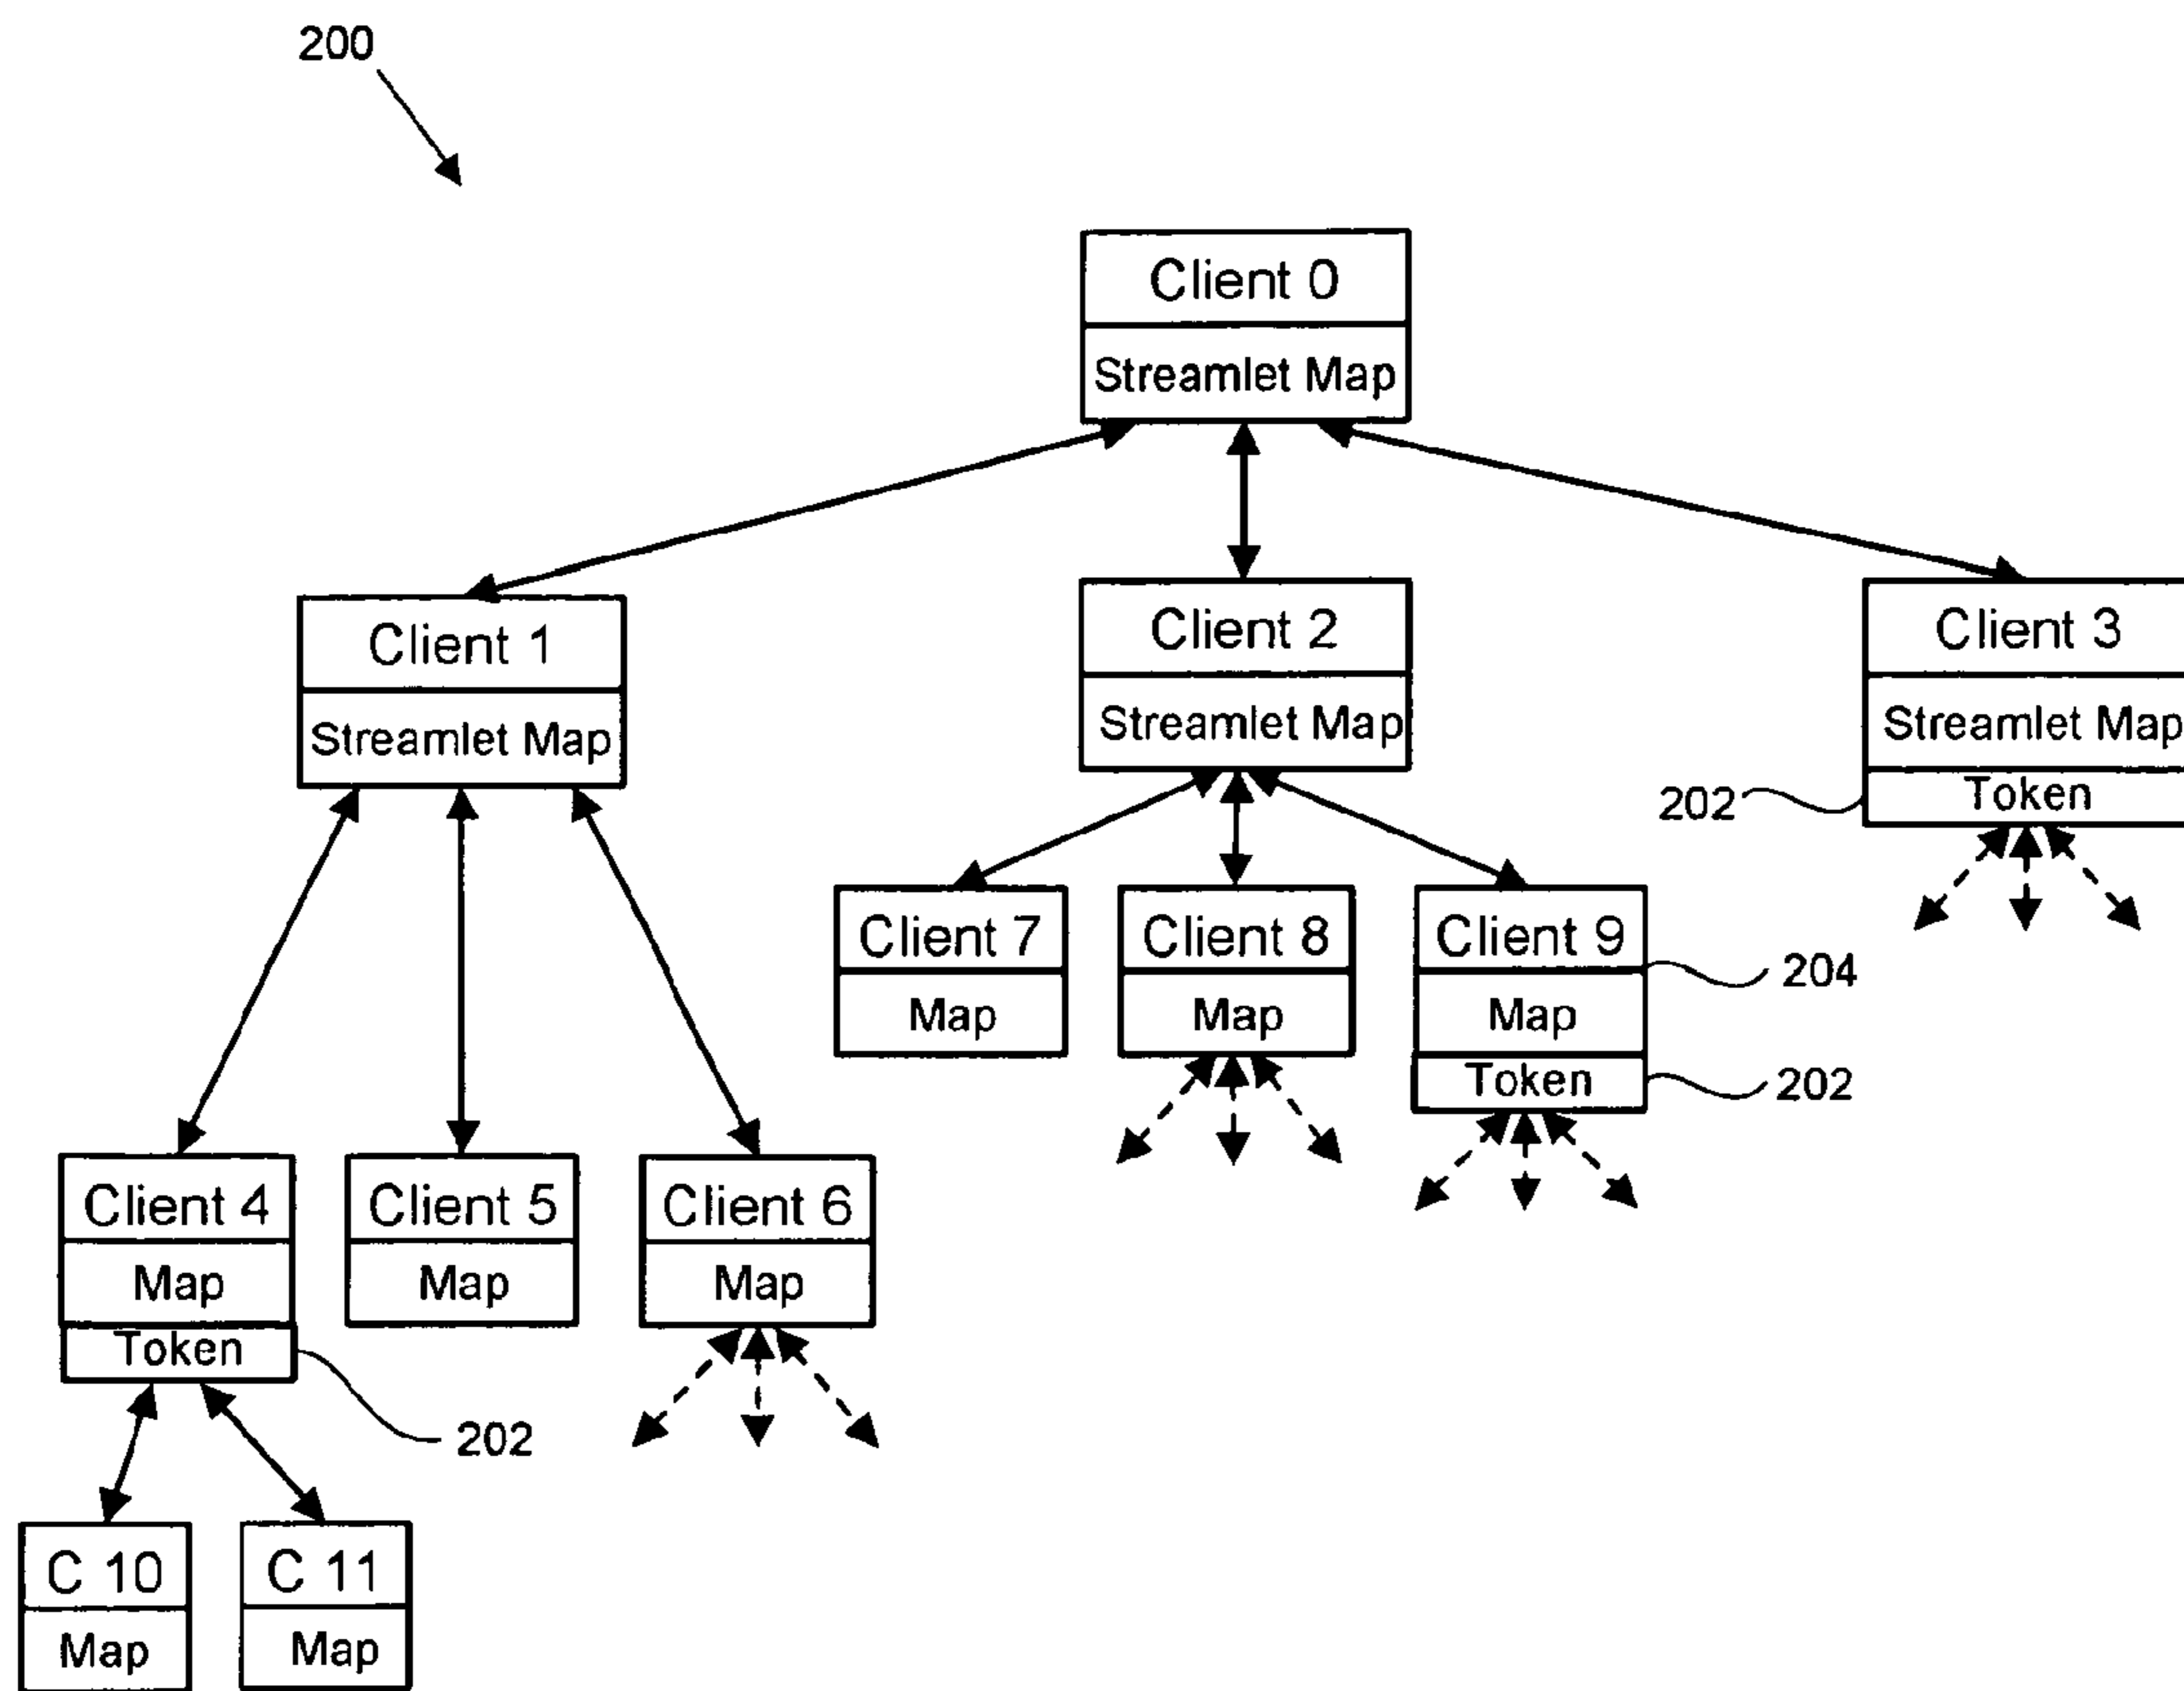 200
Client 0
Streamlet Map
Client 1
Streamlet Map
Client 2
Streamlet Map
Client 3
Streamlet Map
Token
202
Client 7
Map
Client 8
Map
Client 9
Map
Token
204
202
Client 4
Map
Token
Client 5
Map
Client 6
Map
202
C 10
Map
C 11
Map